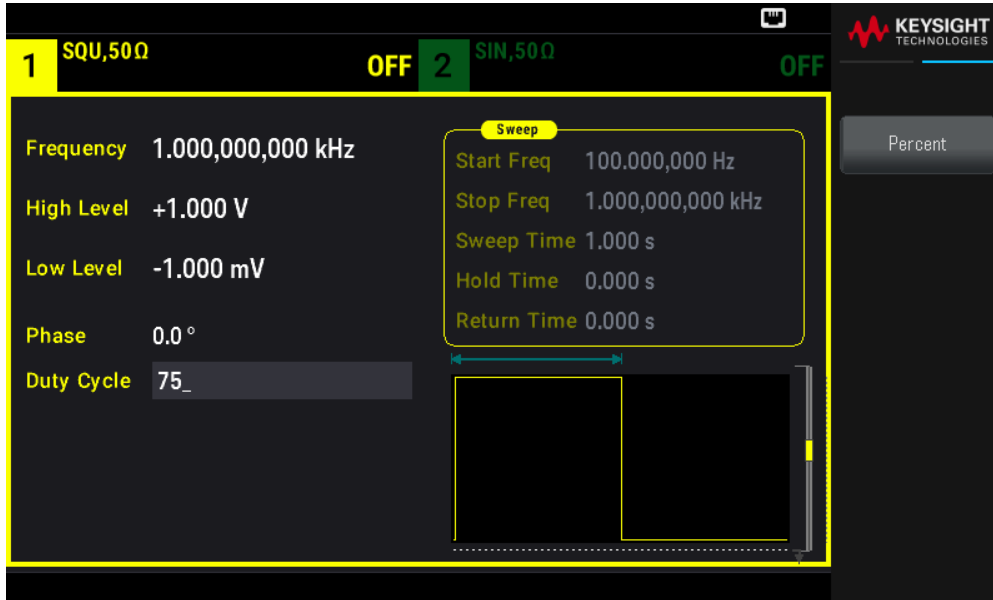 KEYSIGHT
TECHNOLOGIES
1 SQU,50Ω OFF 2 SIN,50Ω OFF
Frequency 1.000,000,000 kHz
High Level +1.000 V
Low Level -1.000 mV
Phase 0.0 °
Duty Cycle 75_
Sweep
Start Freq 100.000,000 Hz
Stop Freq 1.000,000,000 kHz
Sweep Time 1.000 s
Hold Time 0.000 s
Return Time 0.000 s
Percent